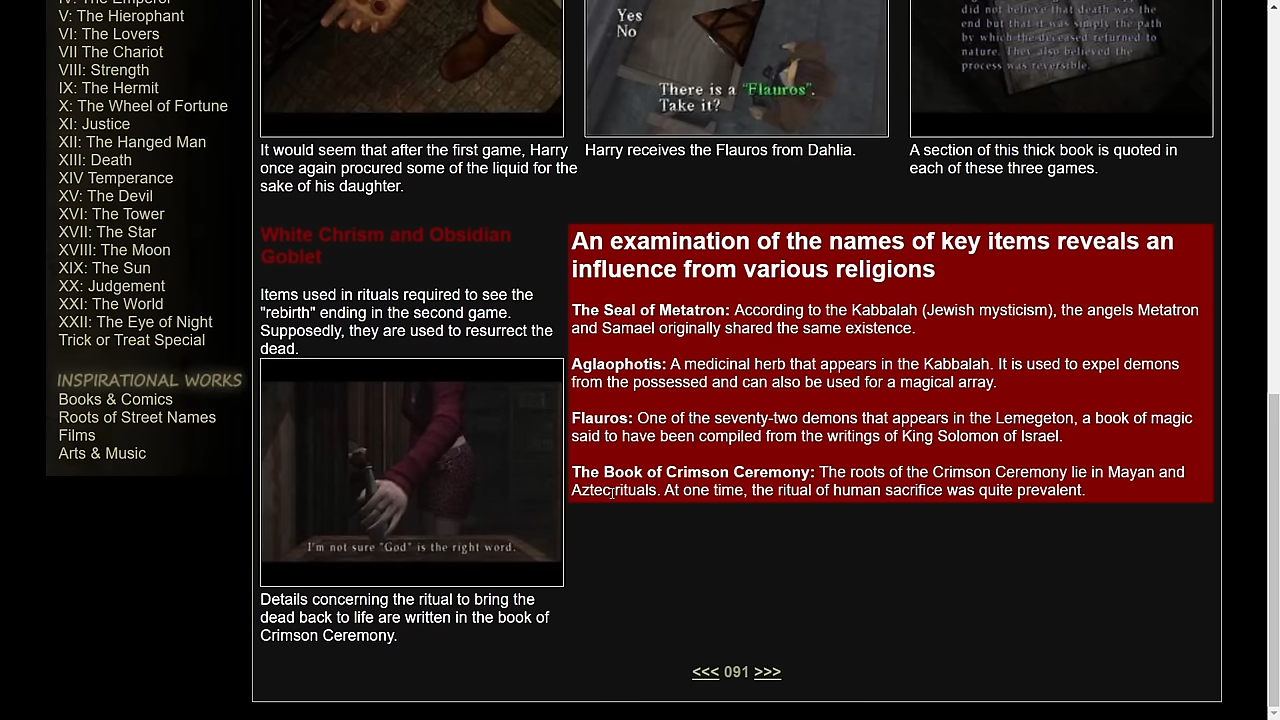 IV: The Emperor
V: The Hierophant
VI: The Lovers
VII The Chariot
VIII: Strength
IX: The Hermit
X: The Wheel of Fortune
XI: Justice
XII: The Hanged Man
XIII: Death
XIV Temperance
XV: The Devil
XVI: The Tower
XVII: The Star
XVIII: The Moon
XIX: The Sun
XX: Judgement
XXI: The World
XXII: The Eye of Night
Trick or Treat Special
INSPIRATIONAL WORKS
Books & Comics
Roots of Street Names
Films
Arts & Music
Yes
No
There is a "Flauros".
Take it?
did not believe that death was the
end but that it was simply the path
by which the deceased returned to
nature. They also believed the
process was reversible.
It would seem that after the first game, Harry
once again procured some of the liquid for the
sake of his daughter.
Harry receives the Flauros from Dahlia.
A section of this thick book is quoted in
each of these three games.
White Chrism and Obsidian
Goblet
Items used in rituals required to see the
"rebirth" ending in the second game.
Supposedly, they are used to resurrect the
dead.
I'm not sure "God" is the right word.
Details concerning the ritual to bring the
dead back to life are written in the book of
Crimson Ceremony.
An examination of the names of key items reveals an
influence from various religions
The Seal of Metatron: According to the Kabbalah (Jewish mysticism), the angels Metatron
and Samael originally shared the same existence.
Aglaophotis: A medicinal herb that appears in the Kabbalah. It is used to expel demons
from the possessed and can also be used for a magical array.
Flauros: One of the seventy-two demons that appears in the Lemegeton, a book of magic
said to have been compiled from the writings of King Solomon of Israel.
The Book of Crimson Ceremony: The roots of the Crimson Ceremony lie in Mayan and
Aztec rituals. At one time, the ritual of human sacrifice was quite prevalent.
<<< 091 >>>